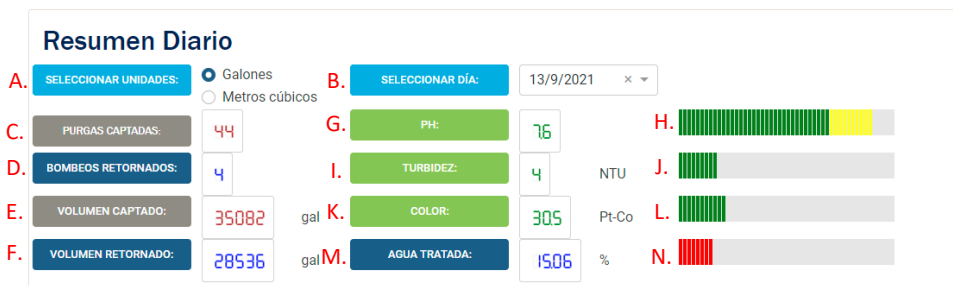 Resumen Diario
A. SELECCIONAR UNIDADES: Galones B. SELECCIONAR DÍA: 13/9/2021 ×
Metros cúbicos
C. PURGAS CAPTADAS: 44 G. PH: 7.6 H.
D. BOMBEOS RETORNADOS: 4 I. TURBIDEZ: 4 NTU J.
E. VOLUMEN CAPTADO: 35082 gal K. COLOR: 30.5 Pt-Co L.
F. VOLUMEN RETORNADO: 28536 gal M. AGUA TRATADA: 15.06 % N.